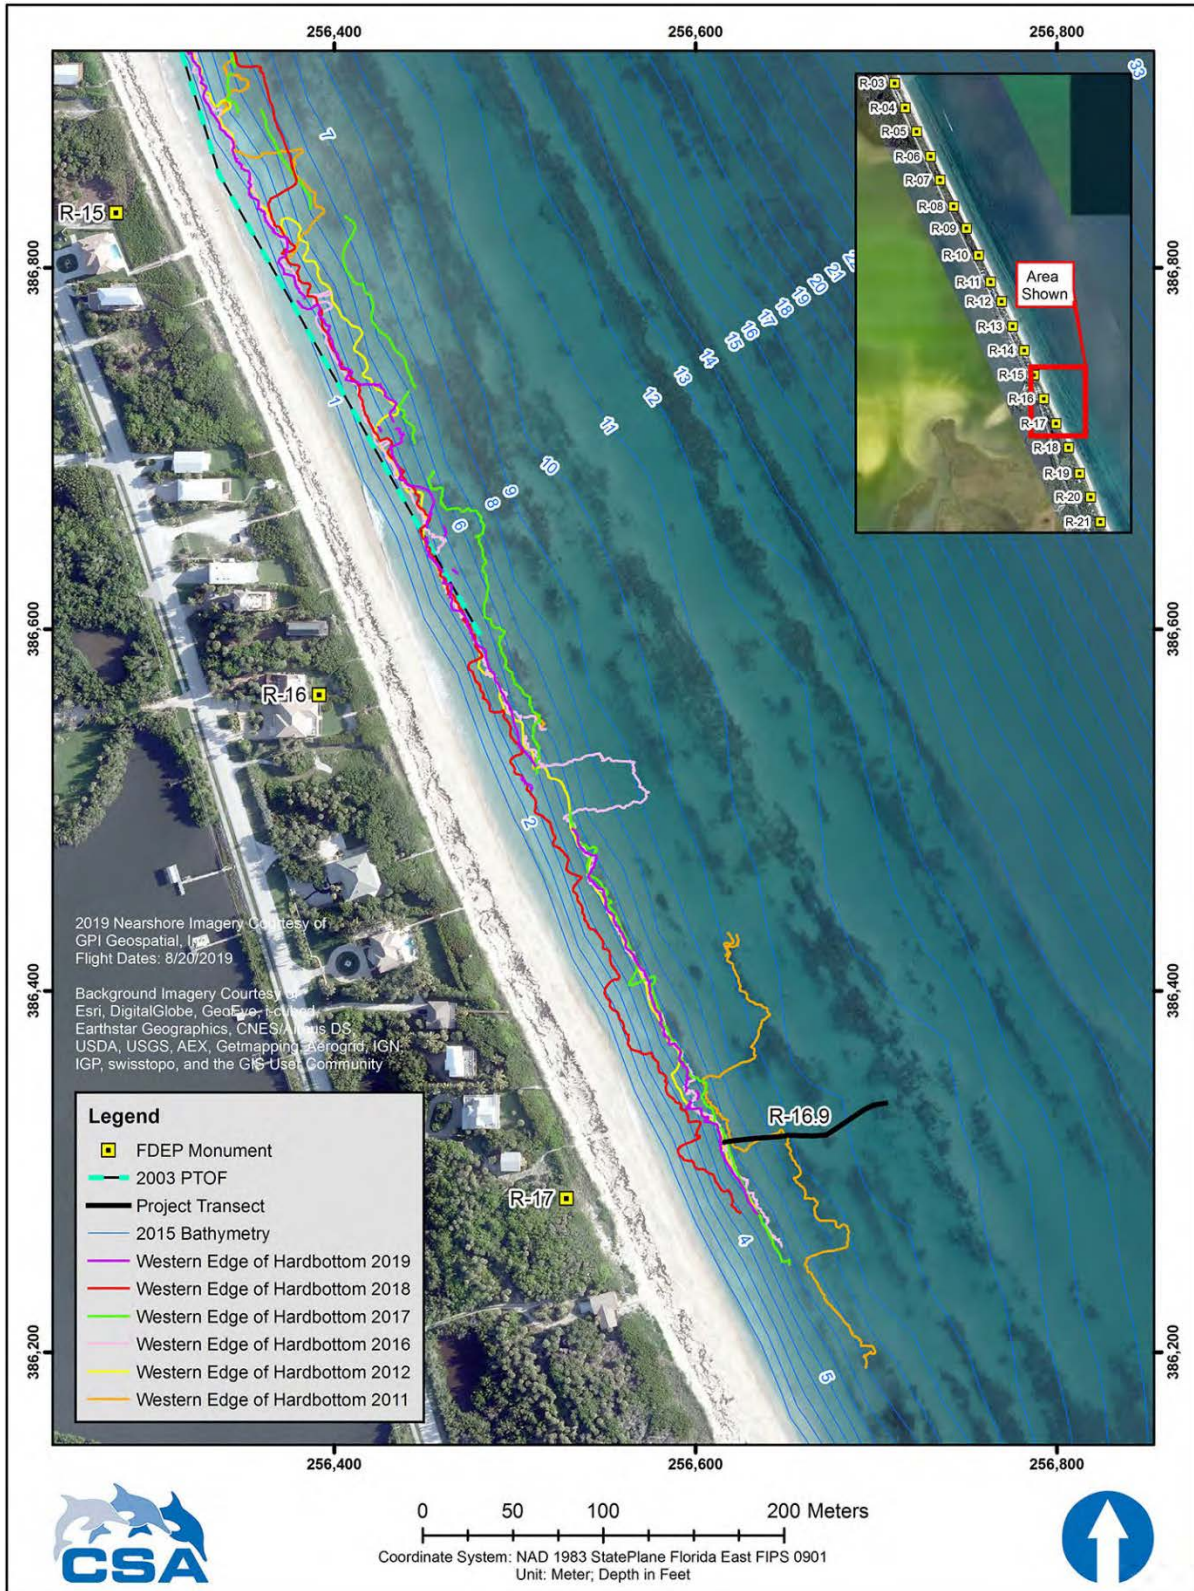 256,400
256,600
256,800
33
7
R-15
386,800
386,800
R-03
R-04
R-05
R-06
R-07
R-08
R-09
R-10
R-11
R-12
R-13
R-14
R-15
R-16
R-17
R-18
R-19
R-20
R-21
Area
Shown
21
20
19
18
17
16
15
14
13
12
11
10
9
8
6
1
386,600
386,600
R-16
2
2019 Nearshore Imagery Courtesy of
GPI Geospatial,
Flight Dates: 8/20/2019
Background Imagery Courtesy of
Esri, DigitalGlobe, GeoEye, i-cubed,
Earthstar Geographics, CNES/Airbus DS,
USDA, USGS, AEX, Getmapping, Aerogrid, IGN,
IGP, swisstopo, and the GIS User Community
386,400
386,400
R-16.9
R-17
4
5
386,200
386,200
Legend
FDEP Monument
2003 PTOF
Project Transect
2015 Bathymetry
Western Edge of Hardbottom 2019
Western Edge of Hardbottom 2018
Western Edge of Hardbottom 2017
Western Edge of Hardbottom 2016
Western Edge of Hardbottom 2012
Western Edge of Hardbottom 2011
256,400
256,600
256,800
CSA
0 50 100 200 Meters
Coordinate System: NAD 1983 StatePlane Florida East FIPS 0901
Unit: Meter; Depth in Feet